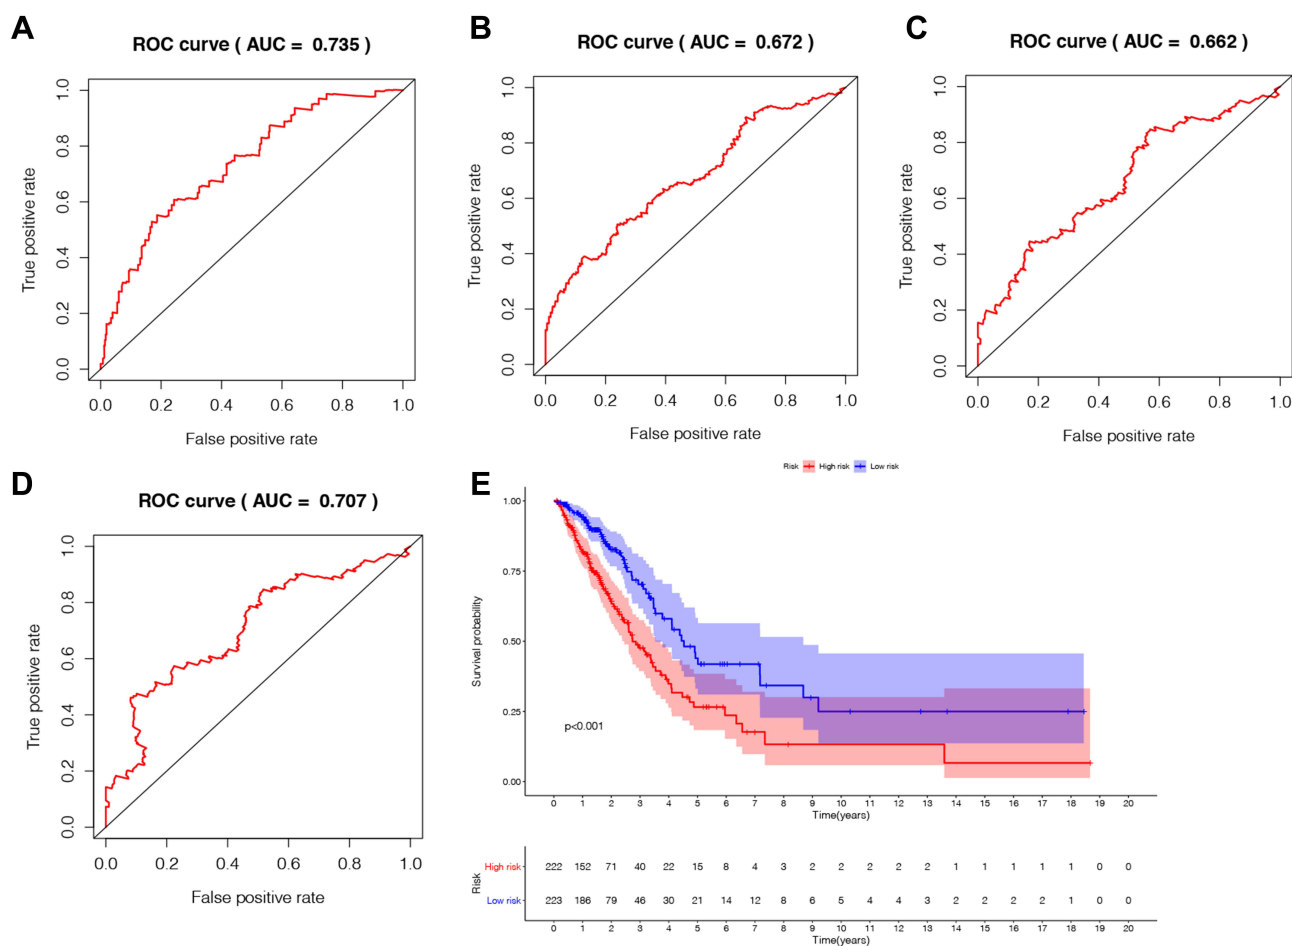 A
ROC curve ( AUC = 0.735 )
True positive rate
1.0
0.8
0.6
0.4
0.2
0.0
0.0 0.2 0.4 0.6 0.8 1.0
False positive rate
B
ROC curve ( AUC = 0.672 )
True positive rate
1.0
0.8
0.6
0.4
0.2
0.0
0.0 0.2 0.4 0.6 0.8 1.0
False positive rate
C
ROC curve ( AUC = 0.662 )
True positive rate
1.0
0.8
0.6
0.4
0.2
0.0
0.0 0.2 0.4 0.6 0.8 1.0
False positive rate
D
ROC curve ( AUC = 0.707 )
True positive rate
1.0
0.8
0.6
0.4
0.2
0.0
0.0 0.2 0.4 0.6 0.8 1.0
False positive rate
E
Risk High risk Low risk
Survival probability
1.00
0.75
0.50
0.25
0.00
p<0.001
0 1 2 3 4 5 6 7 8 9 10 11 12 13 14 15 16 17 18 19 20
Time(years)
Risk
High risk 222 152 71 40 22 15 8 4 3 2 2 2 2 2 1 1 1 1 1 0 0
Low risk 223 186 79 46 30 21 14 12 8 6 5 4 4 3 2 2 2 2 1 0 0
0 1 2 3 4 5 6 7 8 9 10 11 12 13 14 15 16 17 18 19 20
Time(years)